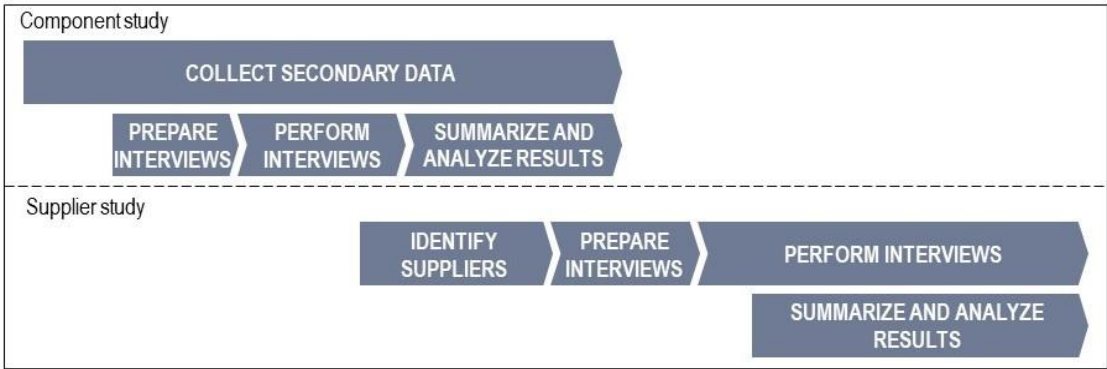 Component study
COLLECT SECONDARY DATA
PREPARE
INTERVIEWS
PERFORM
INTERVIEWS
SUMMARIZE AND
ANALYZE RESULTS
Supplier study
IDENTIFY
SUPPLIERS
PREPARE
INTERVIEWS
PERFORM INTERVIEWS
SUMMARIZE AND ANALYZE
RESULTS